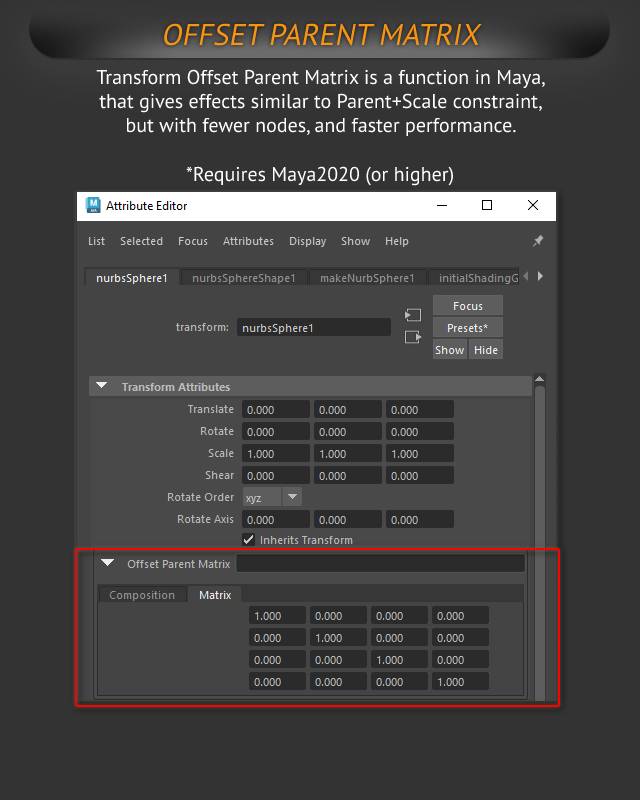 OFFSET PARENT MATRIX
Transform Offset Parent Matrix is a function in Maya,
that gives effects similar to Parent+Scale constraint,
but with fewer nodes, and faster performance.
*Requires Maya2020 (or higher)
M
Attribute Editor
List Selected Focus Attributes Display Show Help
nurbsSphere1 nurbsSphereShape1 makeNurbSphere1 initialShadingG
Focus
transform: nurbsSphere1 Presets*
Show Hide
Transform Attributes
Translate 0.000 0.000 0.000
Rotate 0.000 0.000 0.000
Scale 1.000 1.000 1.000
Shear 0.000 0.000 0.000
Rotate Order xyz
Rotate Axis 0.000 0.000 0.000
Inherits Transform
Offset Parent Matrix
Composition Matrix
1.000 0.000 0.000 0.000
0.000 1.000 0.000 0.000
0.000 0.000 1.000 0.000
0.000 0.000 0.000 1.000